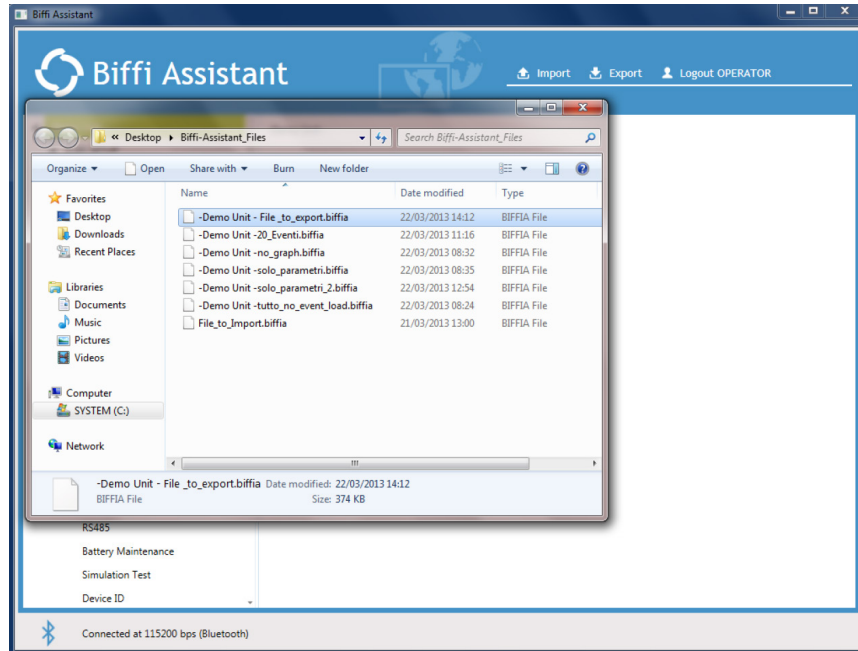 Biffi Assistant
Biffi Assistant
Import Export Logout OPERATOR
« Desktop Biffi-Assistant_Files Search Biffi-Assistant_Files
Organize Open Share with Burn New folder
Favorites
Desktop
Downloads
Recent Places
Libraries
Documents
Music
Pictures
Videos
Computer
SYSTEM (C:)
Network
Name Date modified Type
-Demo Unit - File _to_export.biffia 22/03/2013 14:12 BIFFIA File
-Demo Unit -20_Eventi.biffia 22/03/2013 11:16 BIFFIA File
-Demo Unit -no_graph.biffia 22/03/2013 08:32 BIFFIA File
-Demo Unit -solo_parametri.biffia 22/03/2013 08:35 BIFFIA File
-Demo Unit -solo_parametri_2.biffia 22/03/2013 12:54 BIFFIA File
-Demo Unit -tutto_no_event_load.biffia 22/03/2013 08:24 BIFFIA File
File_to_Import.biffia 21/03/2013 13:00 BIFFIA File
-Demo Unit - File _to_export.biffia Date modified: 22/03/2013 14:12
BIFFIA File Size: 374 KB
RS485
Battery Maintenance
Simulation Test
Device ID
Connected at 115200 bps (Bluetooth)